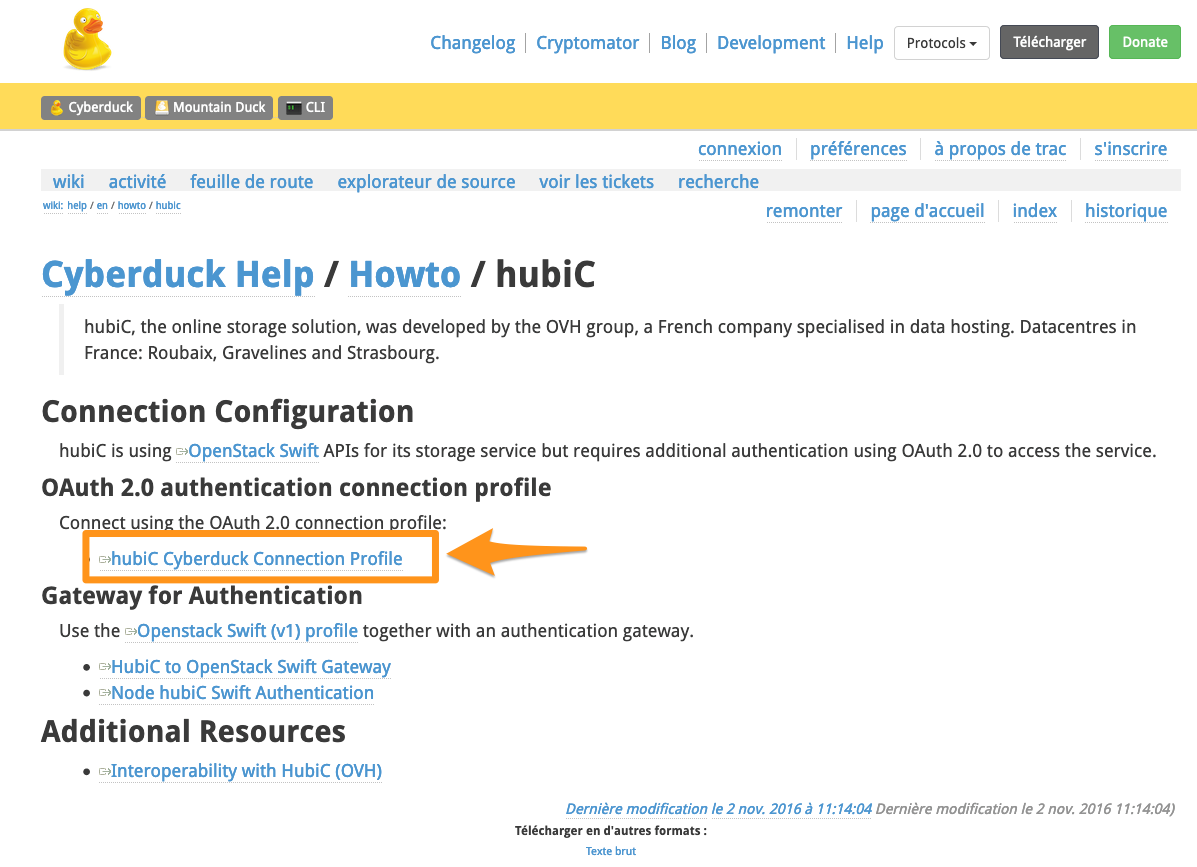 Changelog Cryptomator Blog Development Help Protocols Télécharger Donate
Cyberduck Mountain Duck CLI
connexion préférences à propos de trac s'inscrire
wiki activité feuille de route explorateur de source voir les tickets recherche
wiki: help / en / howto / hubic
remonter page d'accueil index historique
Cyberduck Help / Howto / hubiC
hubiC, the online storage solution, was developed by the OVH group, a French company specialised in data hosting. Datacentres in
France: Roubaix, Gravelines and Strasbourg.
Connection Configuration
hubiC is using OpenStack Swift APIs for its storage service but requires additional authentication using OAuth 2.0 to access the service.
OAuth 2.0 authentication connection profile
Connect using the OAuth 2.0 connection profile:
hubiC Cyberduck Connection Profile
Gateway for Authentication
Use the Openstack Swift (v1) profile together with an authentication gateway.
• HubiC to OpenStack Swift Gateway
• Node hubiC Swift Authentication
Additional Resources
• Interoperability with HubiC (OVH)
Dernière modification le 2 nov. 2016 à 11:14:04 Dernière modification le 2 nov. 2016 11:14:04)
Télécharger en d'autres formats :
Texte brut